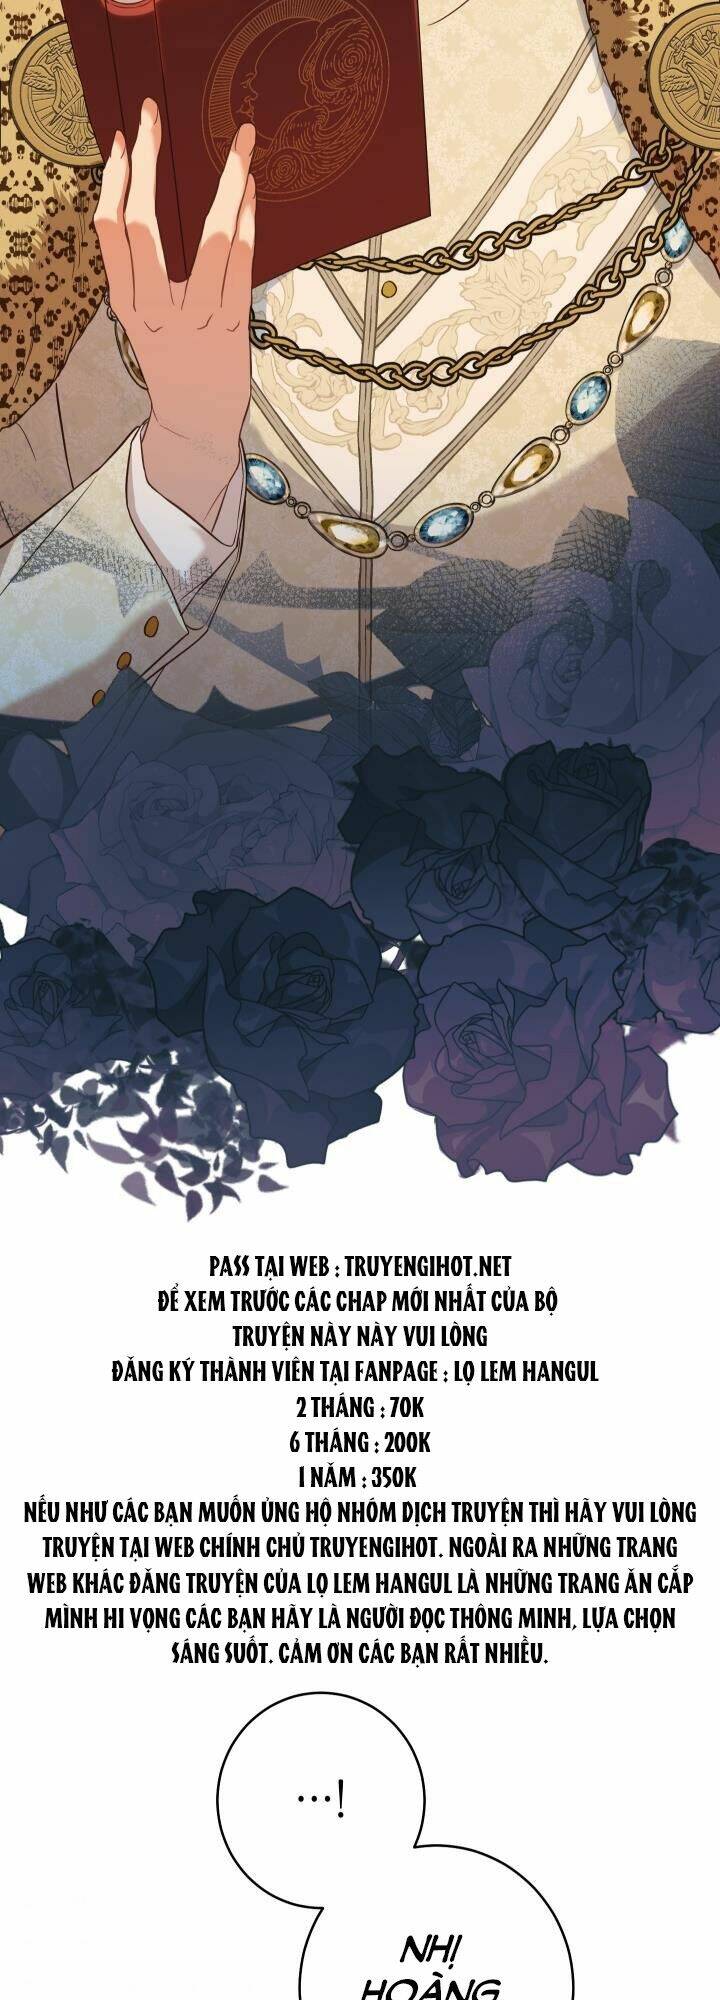 PASS TẠI WEB : TRUYENGIHOT.NET
ĐỂ XEM TRƯỚC CÁC CHAP MỚI NHẤT CỦA BỘ
TRUYỆN NÀY NÀY VUI LÒNG
ĐĂNG KÝ THÀNH VIÊN TẠI FANPAGE : LỌ LEM HANGUL
2 THÁNG : 70K
6 THÁNG : 200K
1 NĂM : 350K
NẾU NHƯ CÁC BẠN MUỐN ỦNG HỘ NHÓM DỊCH TRUYỆN THÌ HÃY VUI LÒNG
TRUYỆN TẠI WEB CHÍNH CHỦ TRUYENGIHOT. NGOÀI RA NHỮNG TRANG
WEB KHÁC ĐĂNG TRUYỆN CỦA LỌ LEM HANGUL LÀ NHỮNG TRANG ĂN CẮP
MÌNH HI VỌNG CÁC BẠN HÃY LÀ NGƯỜI ĐỌC THÔNG MINH, LỰA CHỌN
SÁNG SUỐT. CẢM ƠN CÁC BẠN RẤT NHIỀU.
...!
NHỊ
HOÀNG